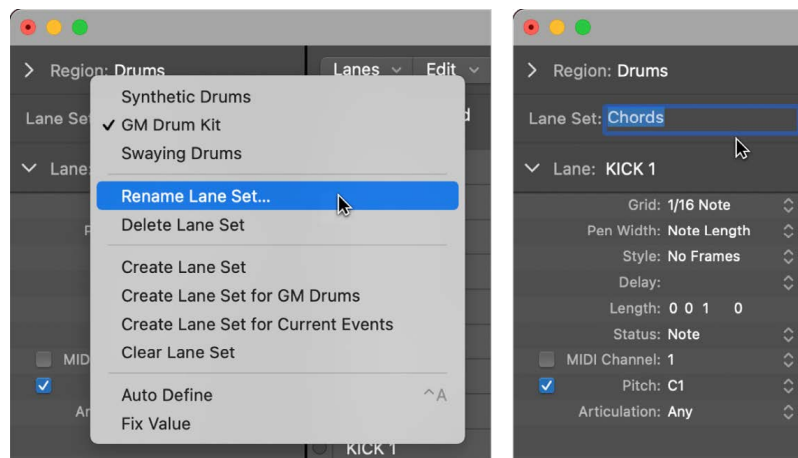 Region: Drums
Lanes Edit
Lane Set
Synthetic Drums
✓ GM Drum Kit
Swaying Drums
Lane:
Rename Lane Set...
Delete Lane Set
Create Lane Set
Create Lane Set for GM Drums
Create Lane Set for Current Events
Clear Lane Set
MID
Auto Define ^A
Fix Value
KICK 1
Region: Drums
Lane Set: Chords
Lane: KICK 1
Grid: 1/16 Note
Pen Width: Note Length
Style: No Frames
Delay:
Length: 0 0 1 0
Status: Note
MIDI Channel: 1
Pitch: C1
Articulation: Any